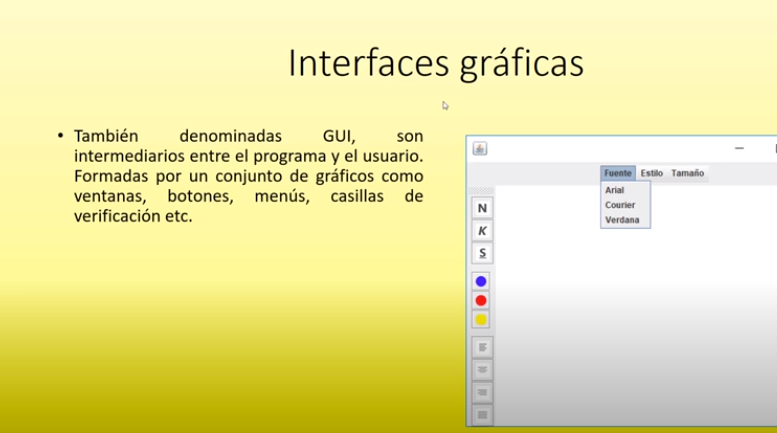 Interfaces gráficas
• También denominadas GUI, son
intermediarios entre el programa y el usuario.
Formadas por un conjunto de gráficos como
ventanas, botones, menús, casillas de
verificación etc.
Fuente Estilo Tamaño
Arial
Courier
Verdana
N
K
S